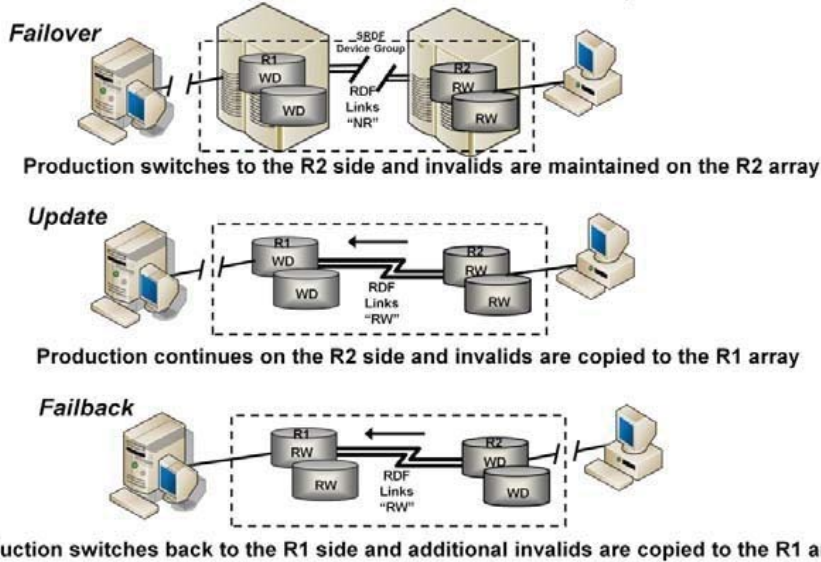 Failover
SRDF
Device Group
R1
WD
WD
RDF
Links
"NR"
R2
RW
RW
Production switches to the R2 side and invalids are maintained on the R2 array
Update
R1
WD
WD
RDF
Links
"RW"
R2
RW
RW
Production continues on the R2 side and invalids are copied to the R1 array
Failback
R1
RW
RW
RDF
Links
"RW"
R2
WD
WD
uction switches back to the R1 side and additional invalids are copied to the R1 a